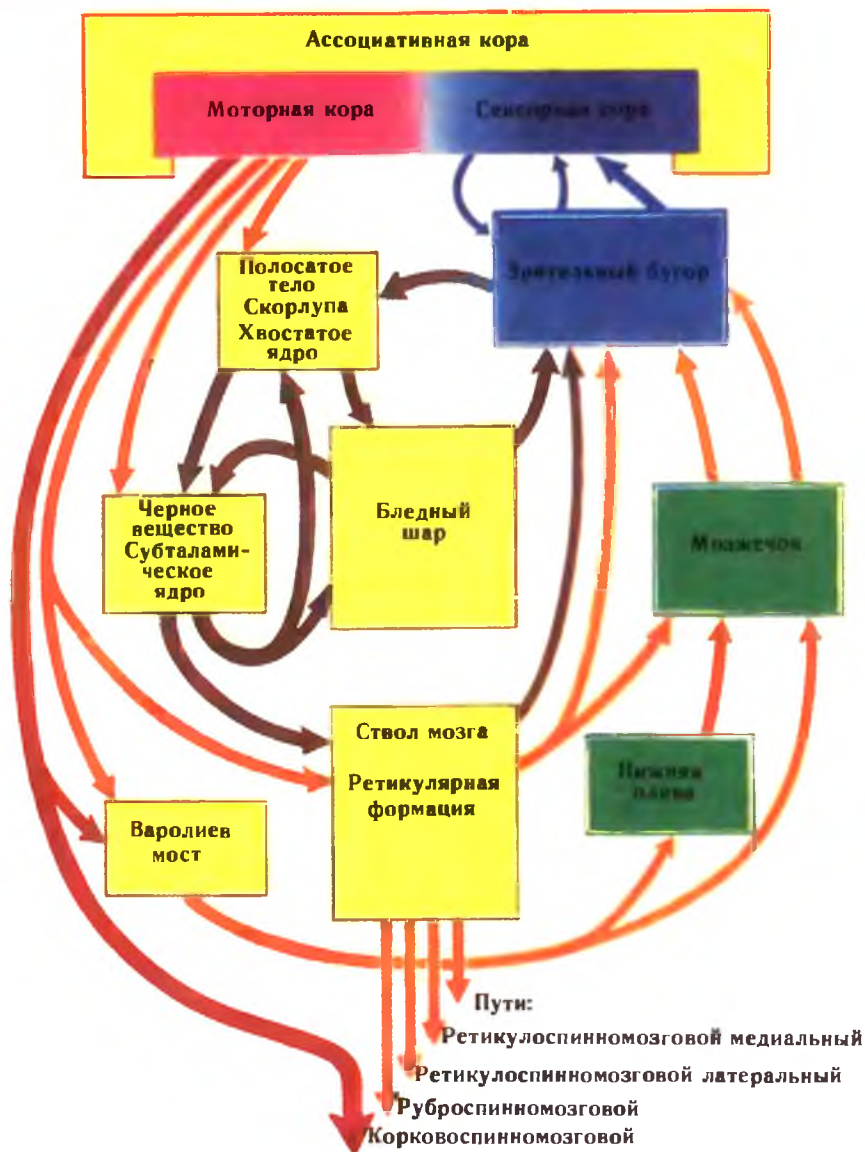 Ассоциативная кора
Моторная кора
Сенсорная кора
Зрительный бугор
Полосатое
тело
Скорлупа
Хвостатое
ядро
Бледный
шар
Черное
вещество
Субталами-
ческое
ядро
Мозжечок
Ствол мозга
Ретикулярная
формация
Нижняя
олива
Варолиев
мост
Пути:
Ретикулоспинномозговой медиальный
Ретикулоспинномозговой латеральный
Руброспинномозговой
Корковоспинномозговой